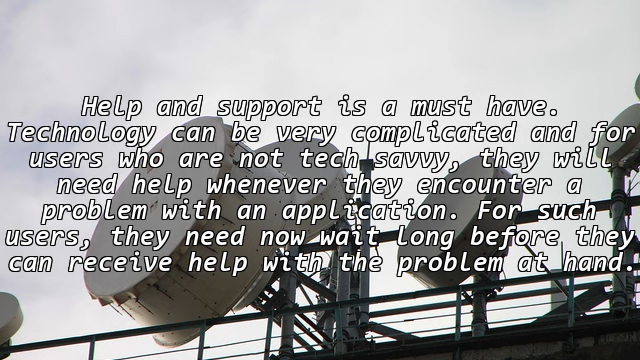 Help and support is a must have.
Technology can be very complicated and for
users who are not tech savvy, they will
need help whenever they encounter a
problem with an application. For such
users, they need now wait long before they
can receive help with the problem at hand.